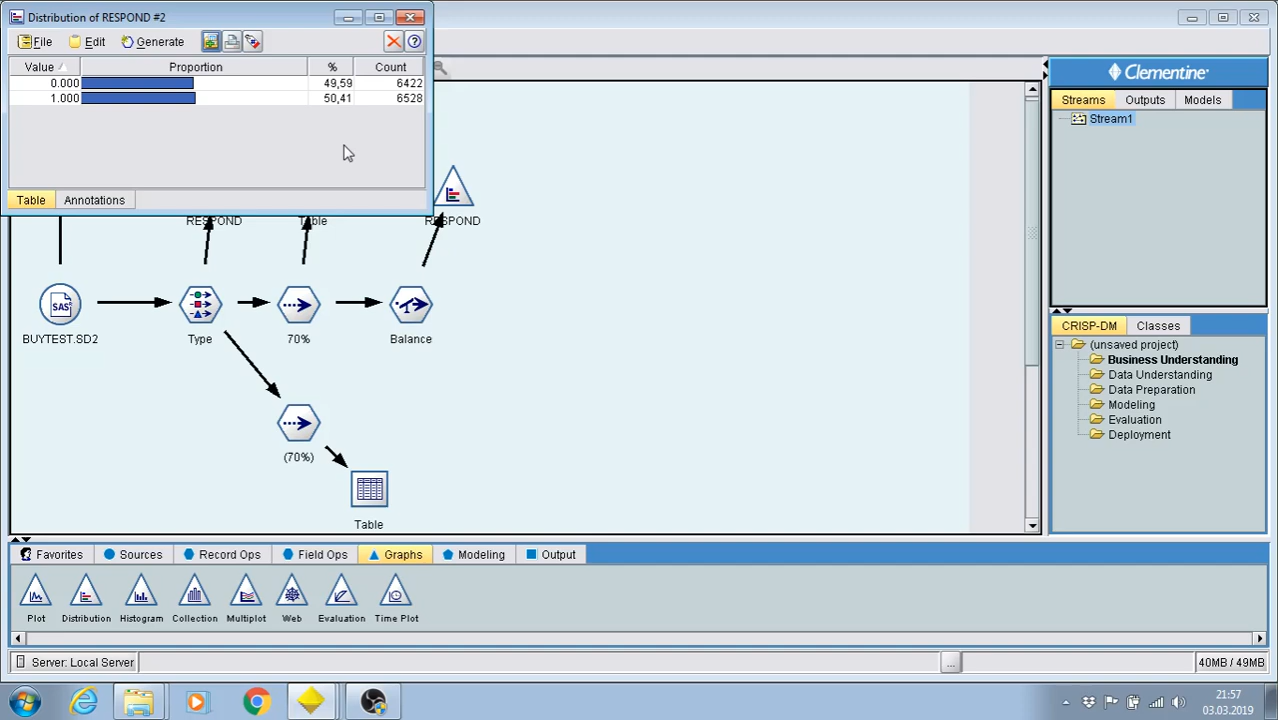 Distribution of RESPOND #2
File Edit Generate
Value Proportion % Count
0.000 49,59 6422
1.000 50,41 6528
Table Annotations
RESPOND Table RESPOND
SAS
BUYTEST.SD2 Type 70% Balance
(70%)
Table
Clementine
Streams Outputs Models
Stream1
CRISP-DM Classes
(unsaved project)
Business Understanding
Data Understanding
Data Preparation
Modeling
Evaluation
Deployment
Favorites Sources Record Ops Field Ops Graphs Modeling Output
Plot Distribution Histogram Collection Multiplot Web Evaluation Time Plot
Server: Local Server ... 40MB / 49MB
21:57
03.03.2019